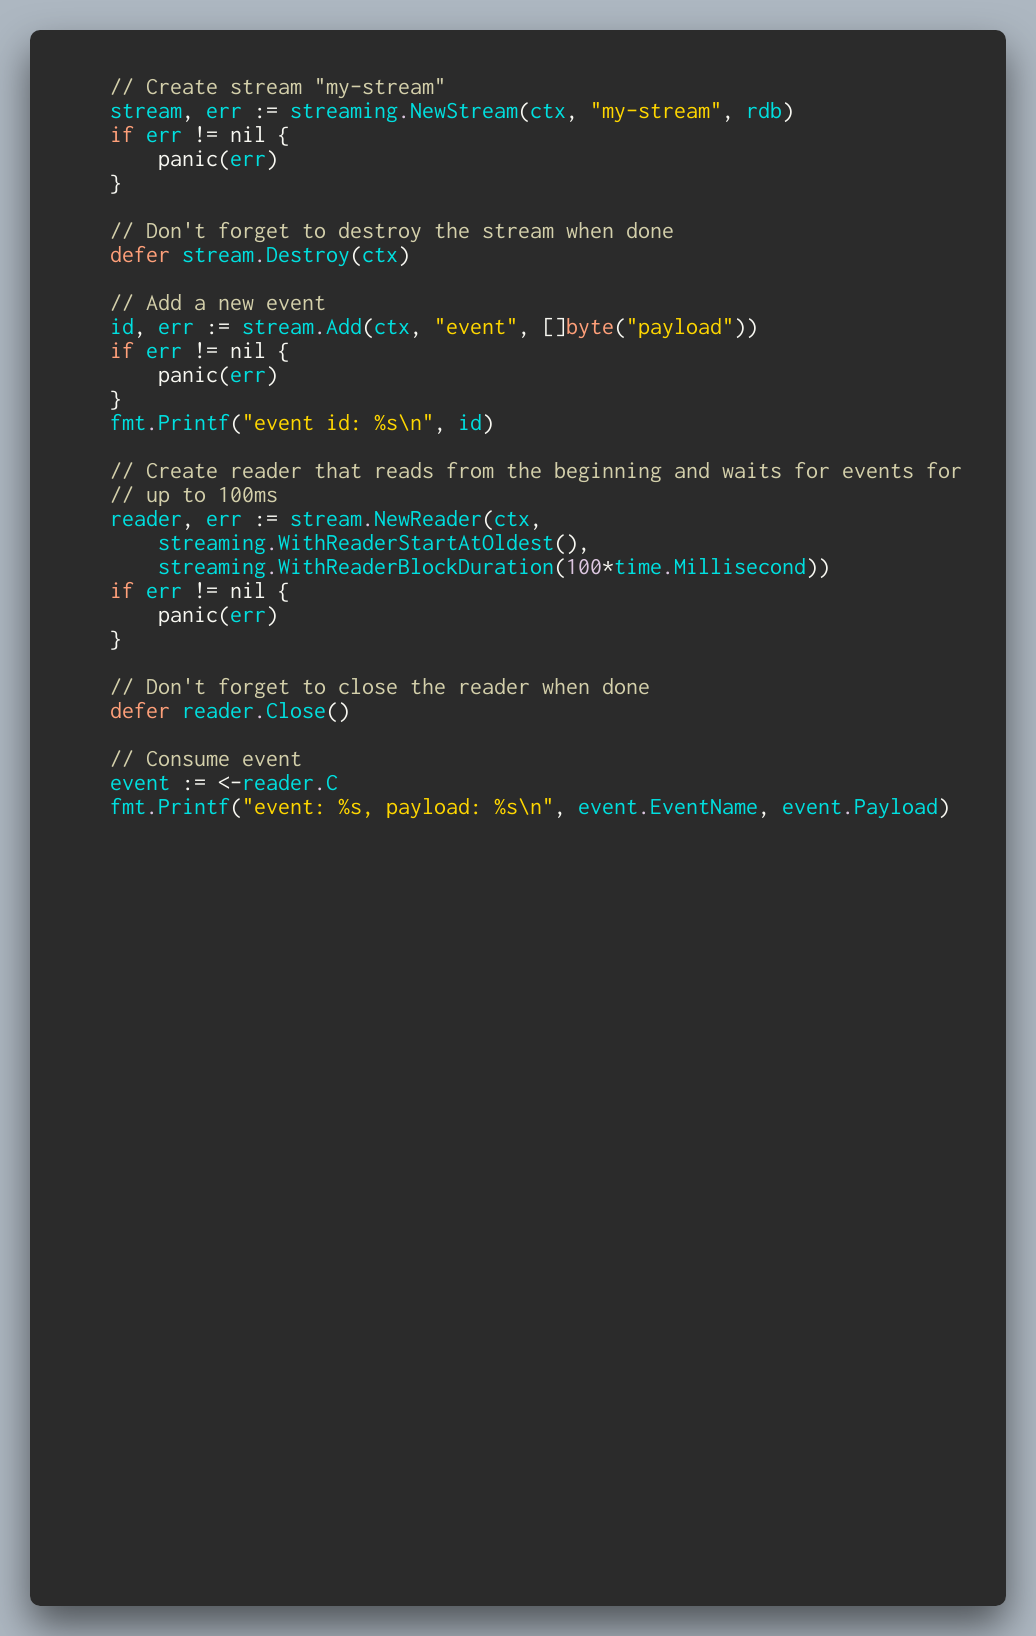 // Create stream "my-stream"
stream, err := streaming.NewStream(ctx, "my-stream", rdb)
if err != nil {
    panic(err)
}

// Don't forget to destroy the stream when done
defer stream.Destroy(ctx)

// Add a new event
id, err := stream.Add(ctx, "event", []byte("payload"))
if err != nil {
    panic(err)
}
fmt.Printf("event id: %s\n", id)

// Create reader that reads from the beginning and waits for events for
// up to 100ms
reader, err := stream.NewReader(ctx,
    streaming.WithReaderStartAtOldest(),
    streaming.WithReaderBlockDuration(100*time.Millisecond))
if err != nil {
    panic(err)
}

// Don't forget to close the reader when done
defer reader.Close()

// Consume event
event := <-reader.C
fmt.Printf("event: %s, payload: %s\n", event.EventName, event.Payload)